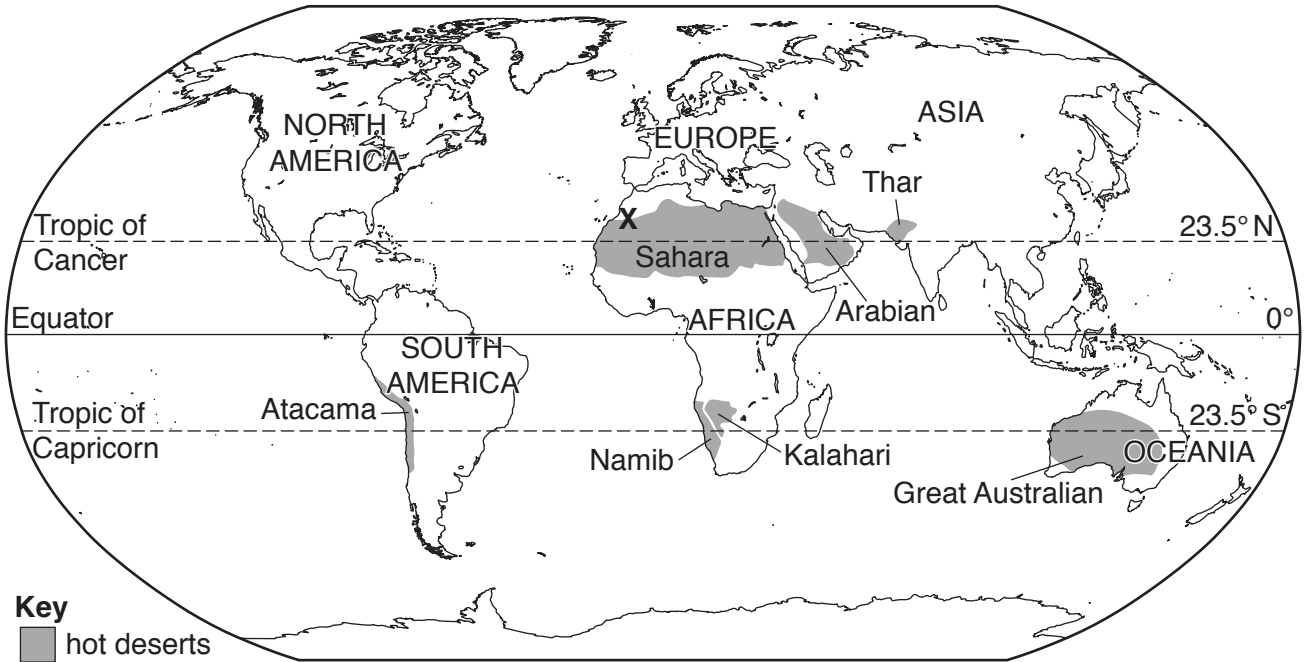 NORTH
AMERICA
EUROPE
ASIA
Thar
Tropic of
Cancer
X
23.5° N
Sahara
Arabian
Equator
AFRICA
0°
SOUTH
AMERICA
Atacama
Tropic of
Capricorn
23.5° S
Namib
Kalahari
OCEANIA
Great Australian
Key
hot deserts